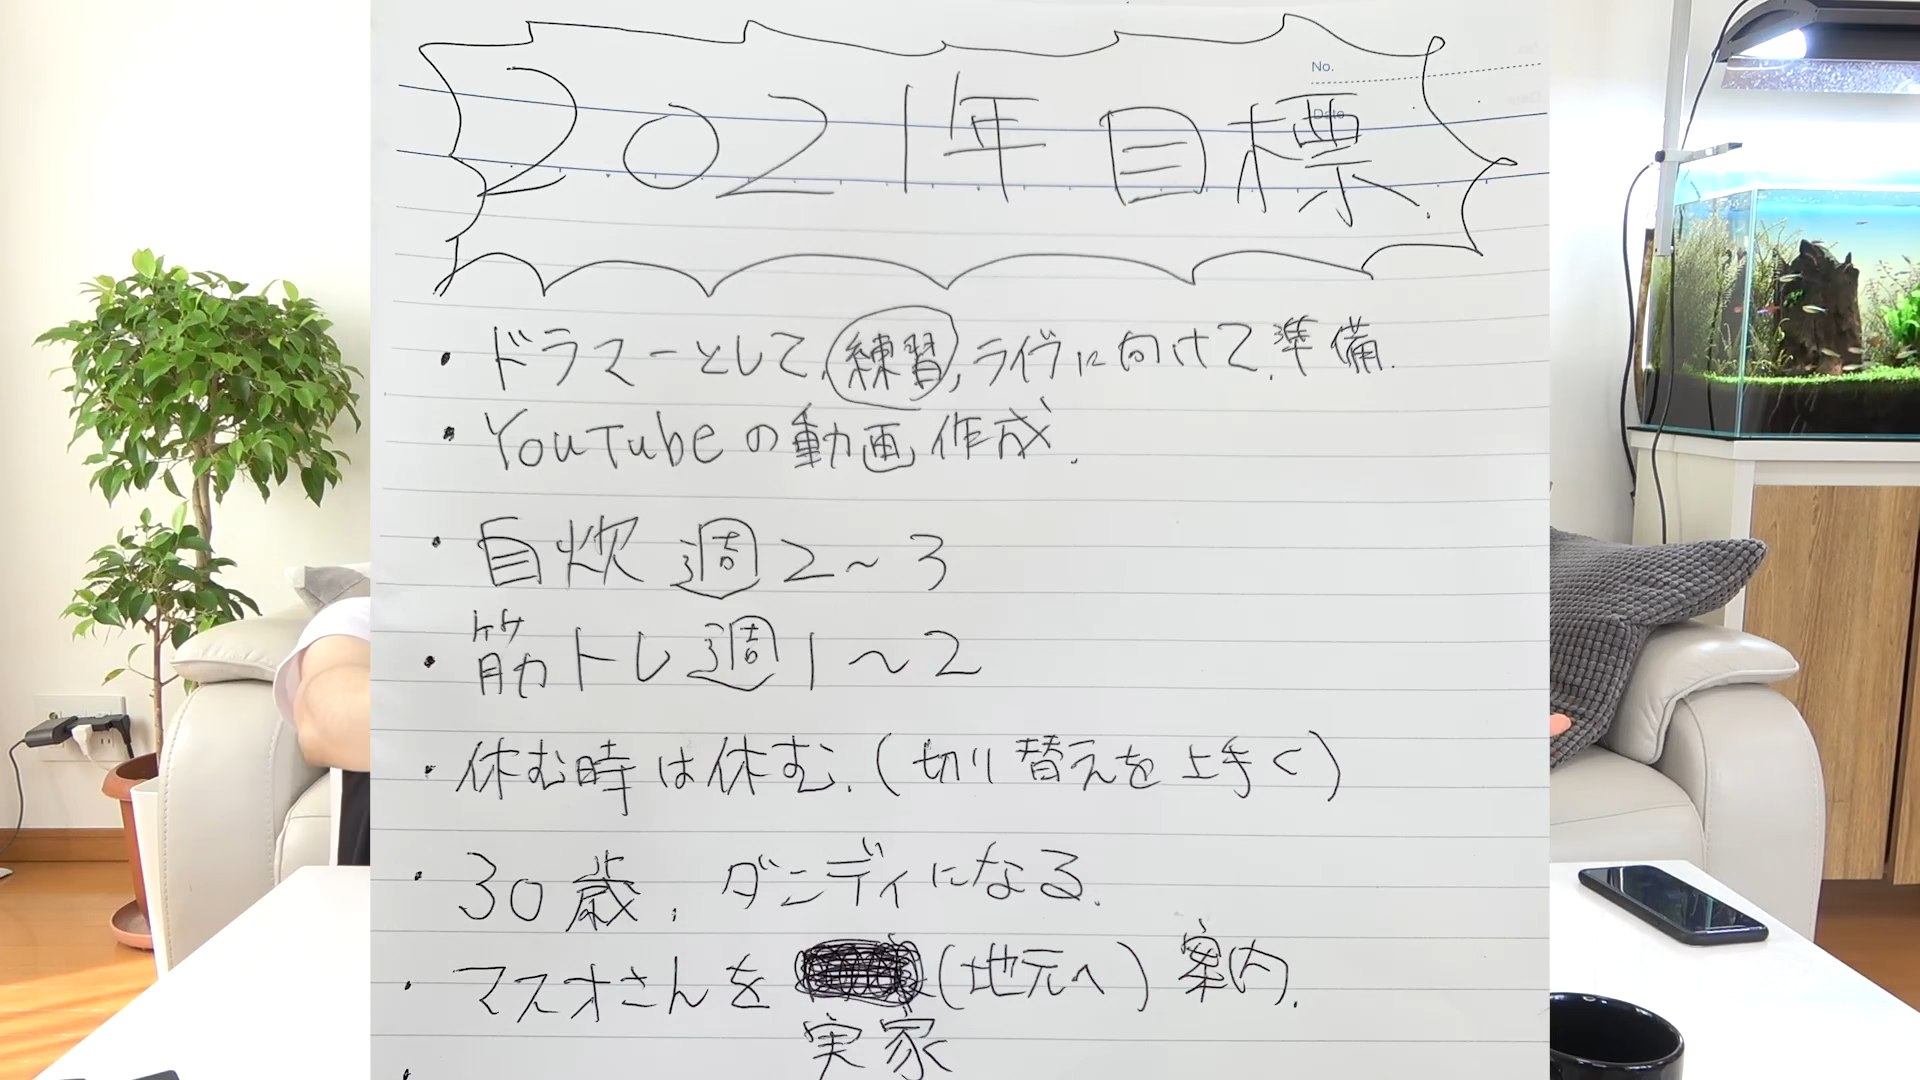 No.
Date
2021年目標
・ドラマーとして、練習、ライブに向けて、準備.
・YouTubeの動画作成.
・自炊 週2〜3
・筋トレ週1〜2
・休む時は休む.(切り替えを上手く)
・30歳. ダンディになる.
・マスオさんを (地元へ) 案内.
実家
・